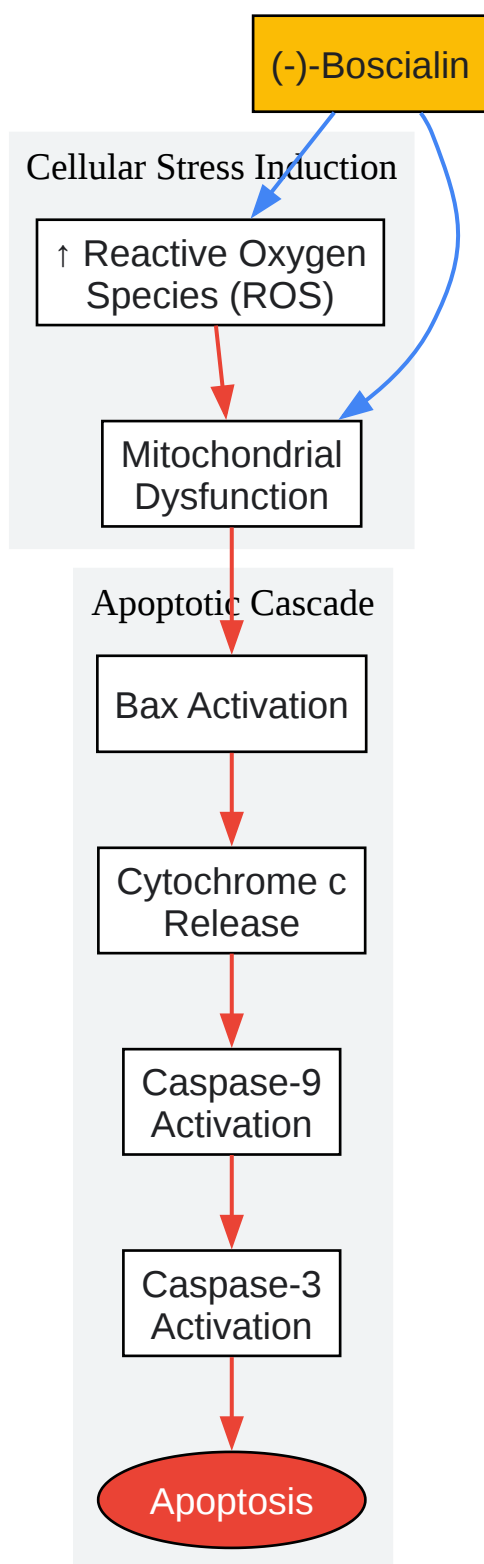 (-)-Boscialin
Cellular Stress Induction
↑ Reactive Oxygen
Species (ROS)
Mitochondrial
Dysfunction
Apoptotic Cascade
Bax Activation
Cytochrome c
Release
Caspase-9
Activation
Caspase-3
Activation
Apoptosis